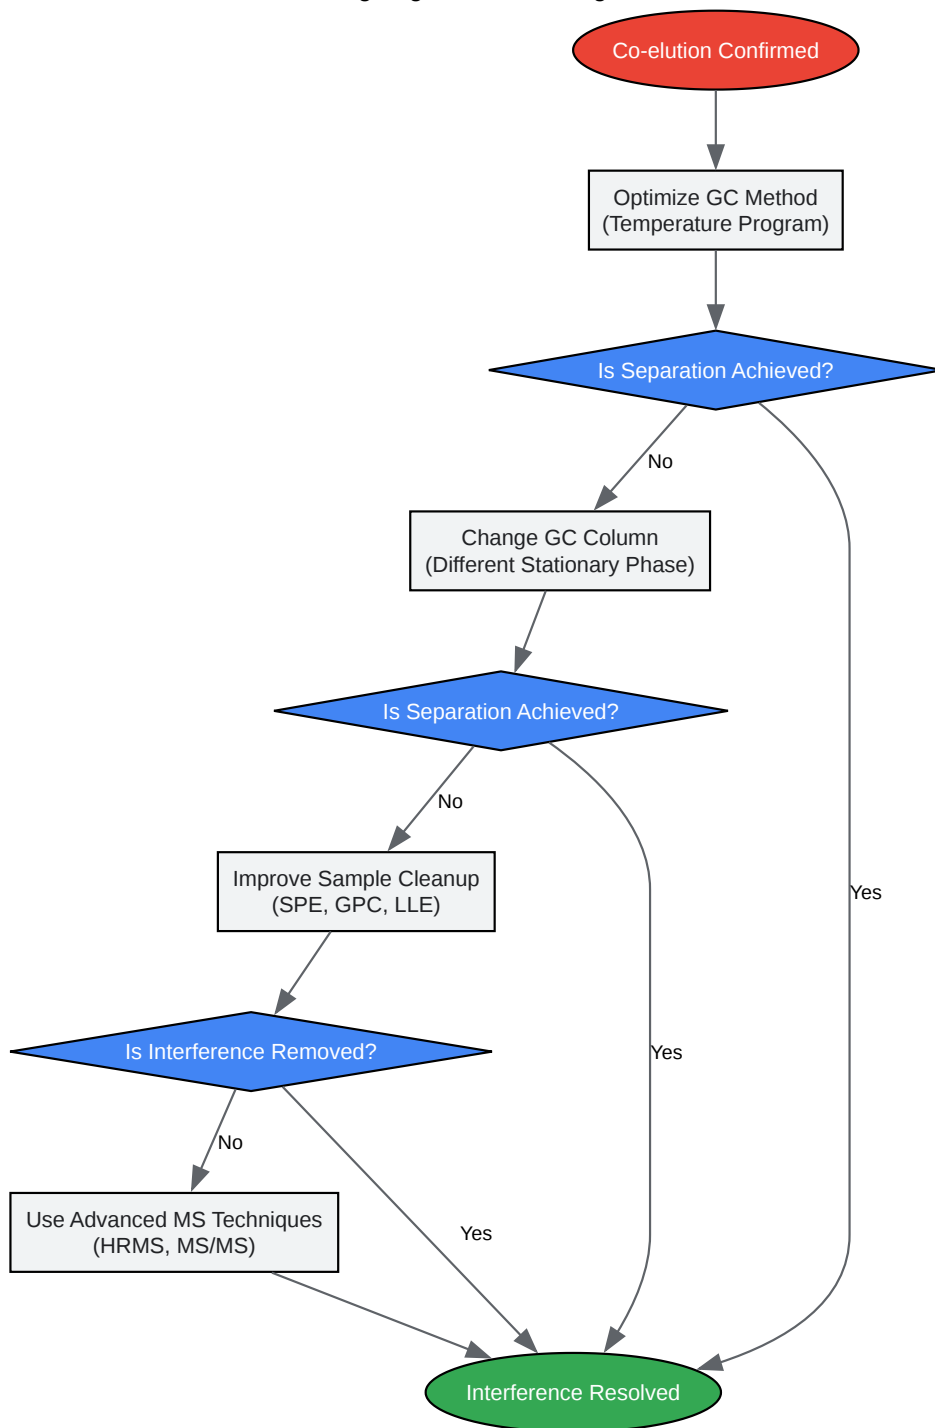 Co-elution Confirmed
Optimize GC Method
(Temperature Program)
Is Separation Achieved?
No
Change GC Column
(Different Stationary Phase)
Is Separation Achieved?
No
Improve Sample Cleanup
(SPE, GPC, LLE)
Yes
Is Interference Removed?
Yes
No
Use Advanced MS Techniques
(HRMS, MS/MS)
Yes
Interference Resolved